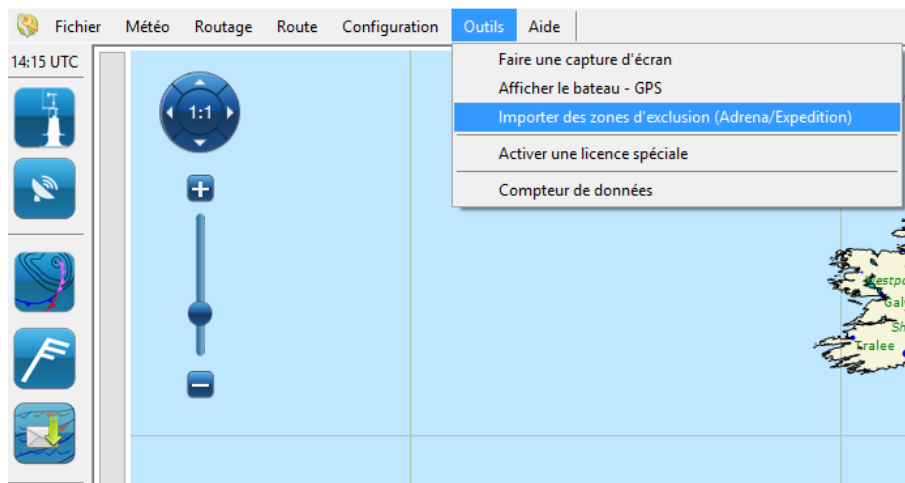 Fichier Météo Routage Route Configuration Outils Aide
14:15 UTC
Faire une capture d'écran
Afficher le bateau - GPS
Importer des zones d'exclusion (Adrena/Expedition)
Activer une licence spéciale
Compteur de données
1:1
Tralee